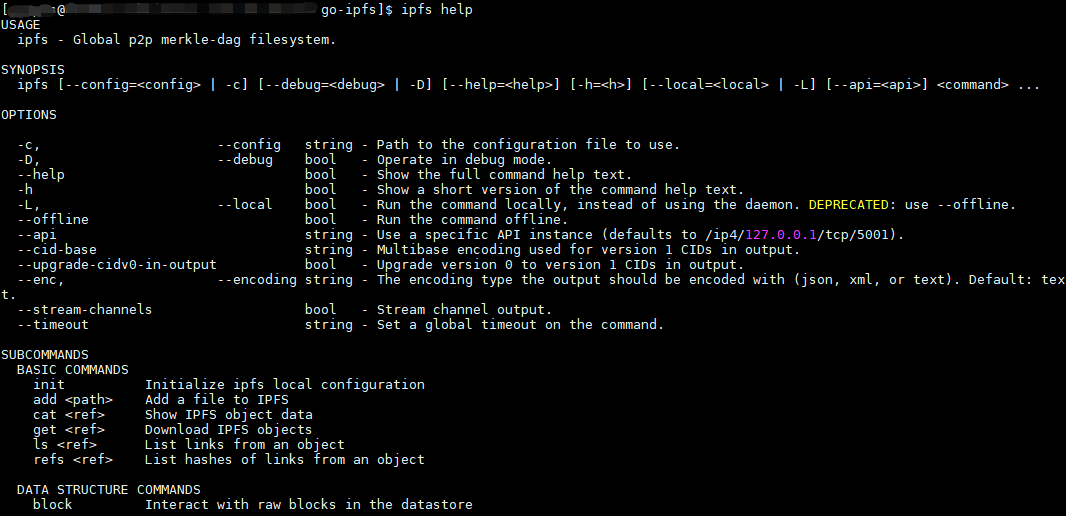 [ @ go-ipfs]$ ipfs help
USAGE
  ipfs - Global p2p merkle-dag filesystem.

SYNOPSIS
  ipfs [--config=<config> | -c] [--debug=<debug> | -D] [--help=<help>] [-h=<h>] [--local=<local> | -L] [--api=<api>] <command> ...

OPTIONS

  -c,                      --config   string - Path to the configuration file to use.
  -D,                      --debug    bool   - Operate in debug mode.
  --help                              bool   - Show the full command help text.
  -h                                  bool   - Show a short version of the command help text.
  -L,                      --local    bool   - Run the command locally, instead of using the daemon. DEPRECATED: use --offline.
  --offline                           bool   - Run the command offline.
  --api                               string - Use a specific API instance (defaults to /ip4/127.0.0.1/tcp/5001).
  --cid-base                          string - Multibase encoding used for version 1 CIDs in output.
  --upgrade-cidv0-in-output           bool   - Upgrade version 0 to version 1 CIDs in output.
  --enc,                   --encoding string - The encoding type the output should be encoded with (json, xml, or text). Default: tex
t.
  --stream-channels                   bool   - Stream channel output.
  --timeout                           string - Set a global timeout on the command.

SUBCOMMANDS
  BASIC COMMANDS
    init          Initialize ipfs local configuration
    add <path>    Add a file to IPFS
    cat <ref>     Show IPFS object data
    get <ref>     Download IPFS objects
    ls <ref>      List links from an object
    refs <ref>    List hashes of links from an object

  DATA STRUCTURE COMMANDS
    block         Interact with raw blocks in the datastore